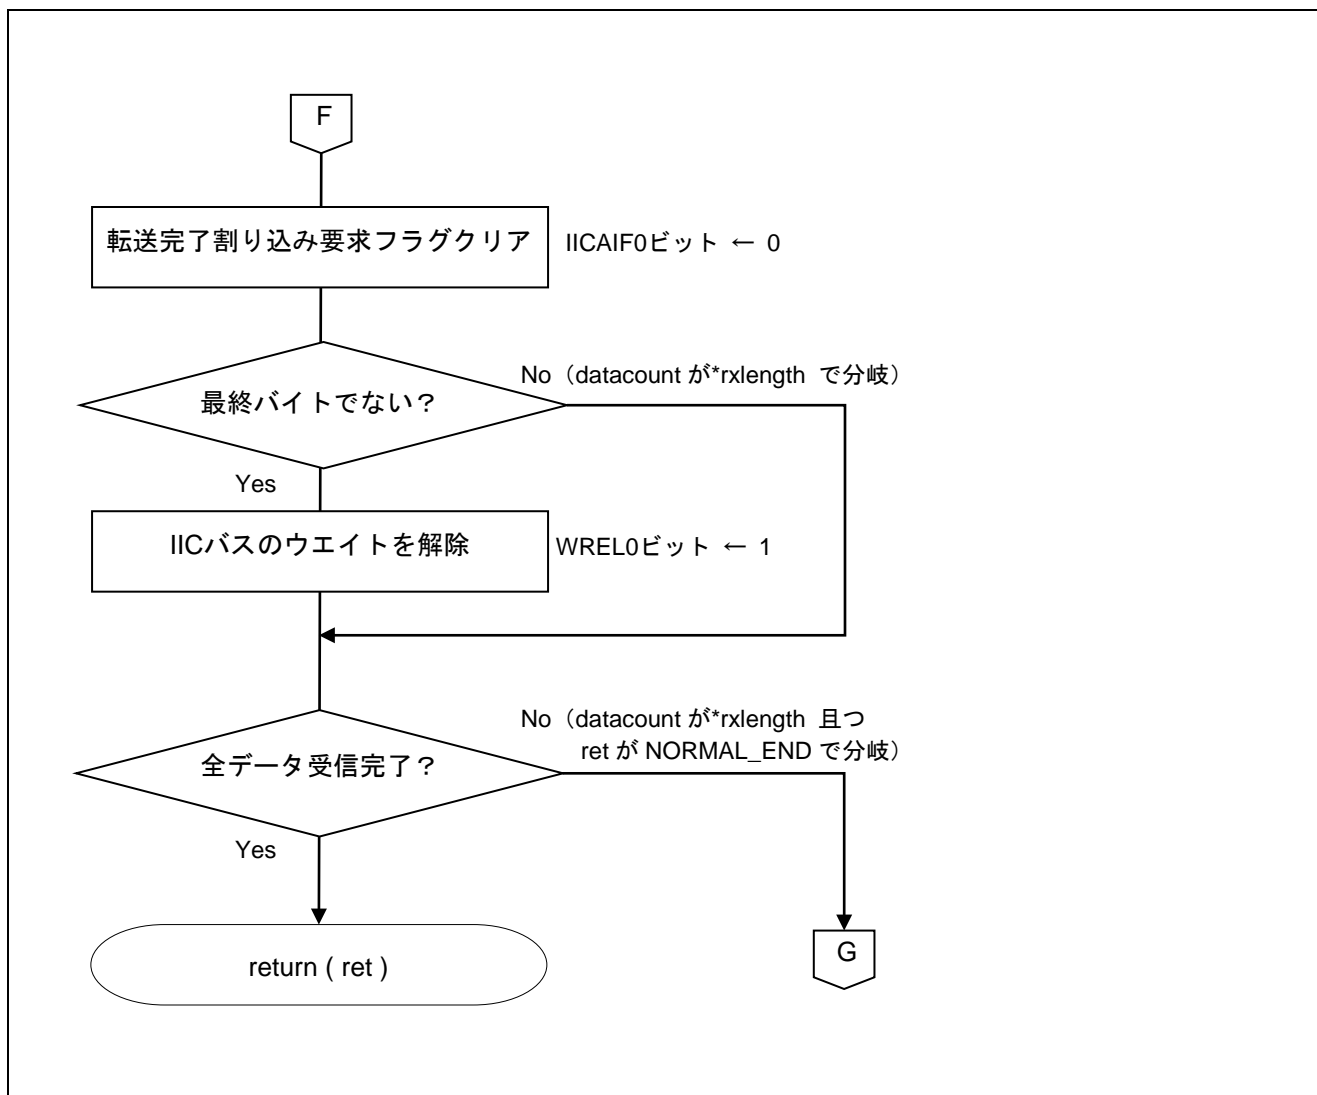 F
転送完了割り込み要求フラグクリア
IICAIF0ビット ← 0
No（datacount が*rxlength で分岐）
最終バイトでない？
Yes
IICバスのウエイトを解除
WREL0ビット ← 1
No（datacount が*rxlength 且つ
ret が NORMAL_END で分岐）
全データ受信完了？
Yes
return ( ret )
G